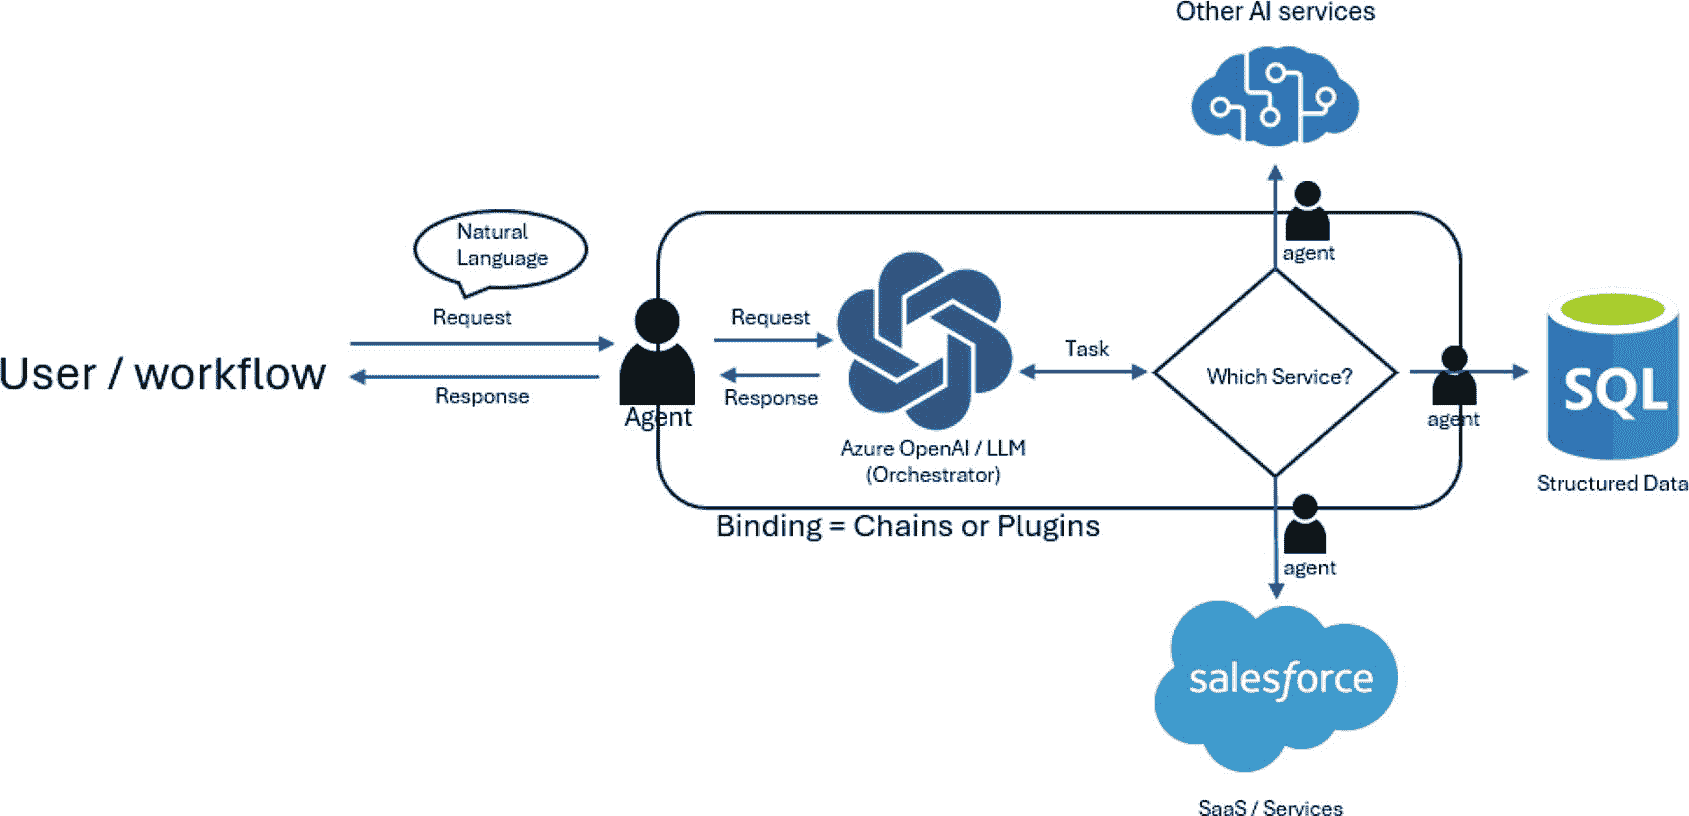 Other AI services
Natural
Language
Request
Response
User / workflow
Agent
Request
Response
Azure OpenAI / LLM
(Orchestrator)
Task
Which Service?
agent
agent
agent
SQL
Structured Data
Binding = Chains or Plugins
salesforce
SaaS / Services